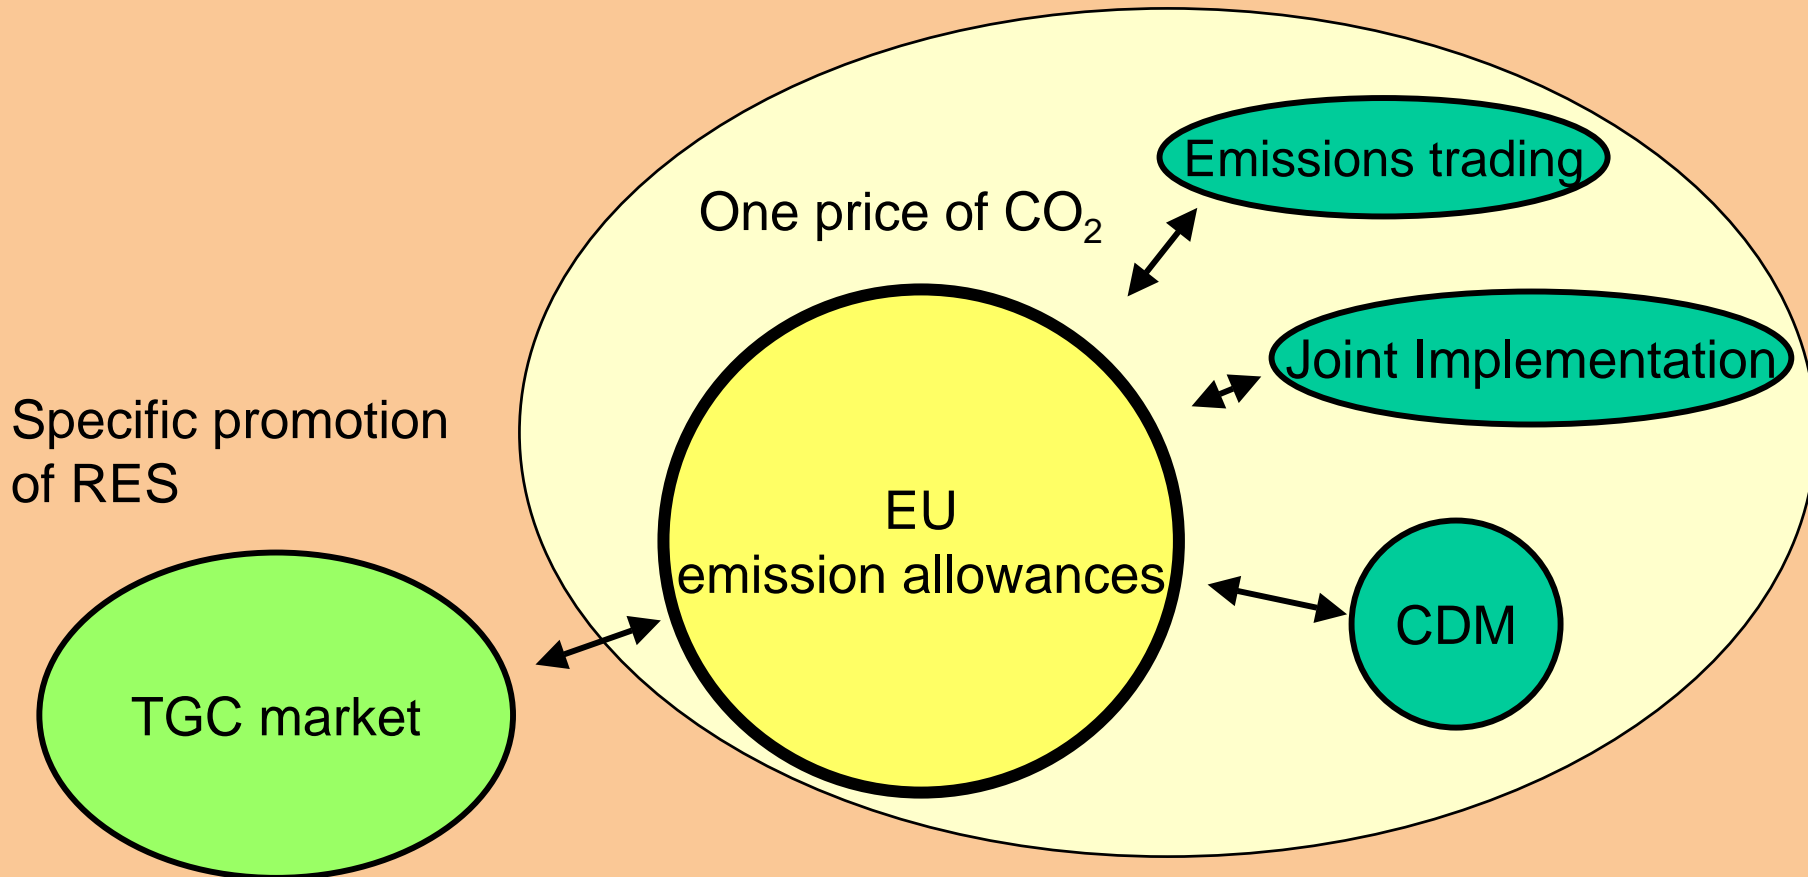 Emissions trading
One price of CO₂
Joint Implementation
Specific promotion
of RES
EU
emission allowances
CDM
TGC market